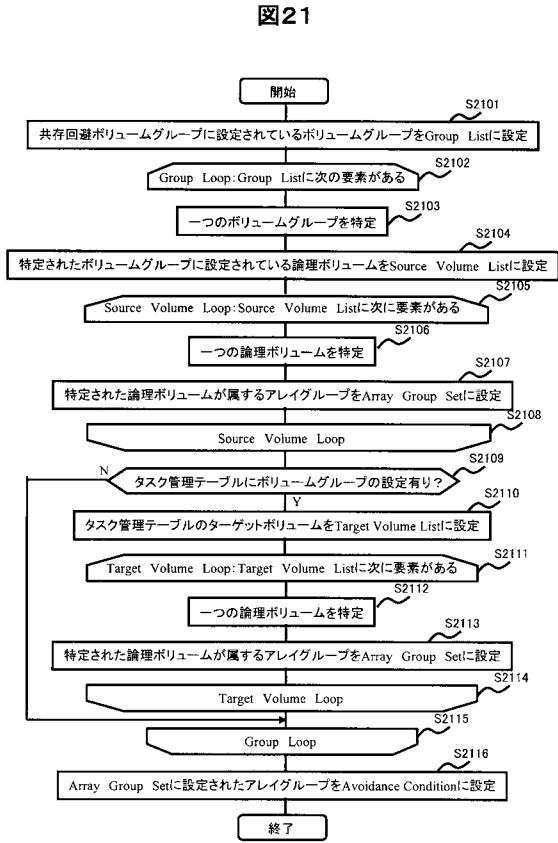 図21
開始
S2101
共存回避ボリュームグループに設定されているボリュームグループをGroup Listに設定
S2102
Group Loop:Group Listに次の要素がある
S2103
一つのボリュームグループを特定
S2104
特定されたボリュームグループに設定されている論理ボリュームをSource Volume Listに設定
S2105
Source Volume Loop:Source Volume Listに次に要素がある
S2106
一つの論理ボリュームを特定
S2107
特定された論理ボリュームが属するアレイグループをArray Group Setに設定
S2108
Source Volume Loop
S2109
N
タスク管理テーブルにボリュームグループの設定有り?
Y
S2110
タスク管理テーブルのターゲットボリュームをTarget Volume Listに設定
S2111
Target Volume Loop:Target Volume Listに次に要素がある
S2112
一つの論理ボリュームを特定
S2113
特定された論理ボリュームが属するアレイグループをArray Group Setに設定
S2114
Target Volume Loop
S2115
Group Loop
S2116
Array Group Setに設定されたアレイグループをAvoidance Conditionに設定
終了